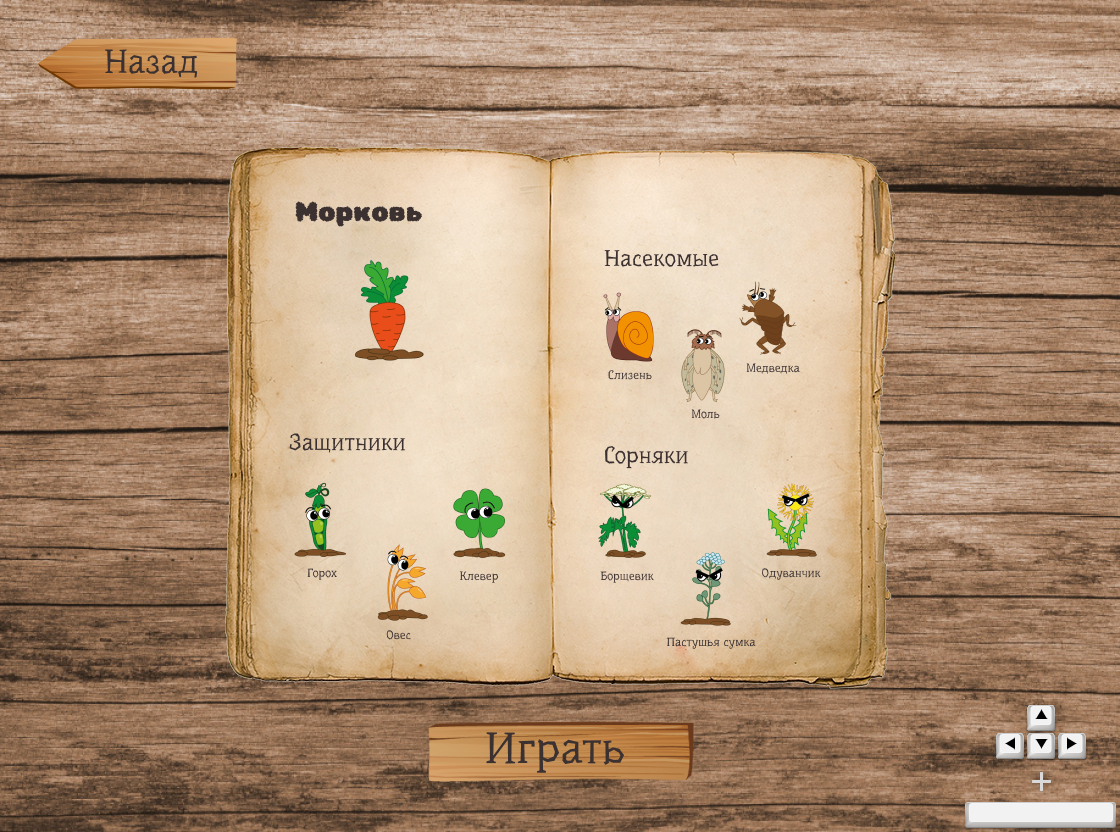 Назад
Морковь
Защитники
Горох
Клевер
Овес
Насекомые
Слизень
Медведка
Моль
Сорняки
Борщевик
Одуванчик
Пастушья сумка
Играть